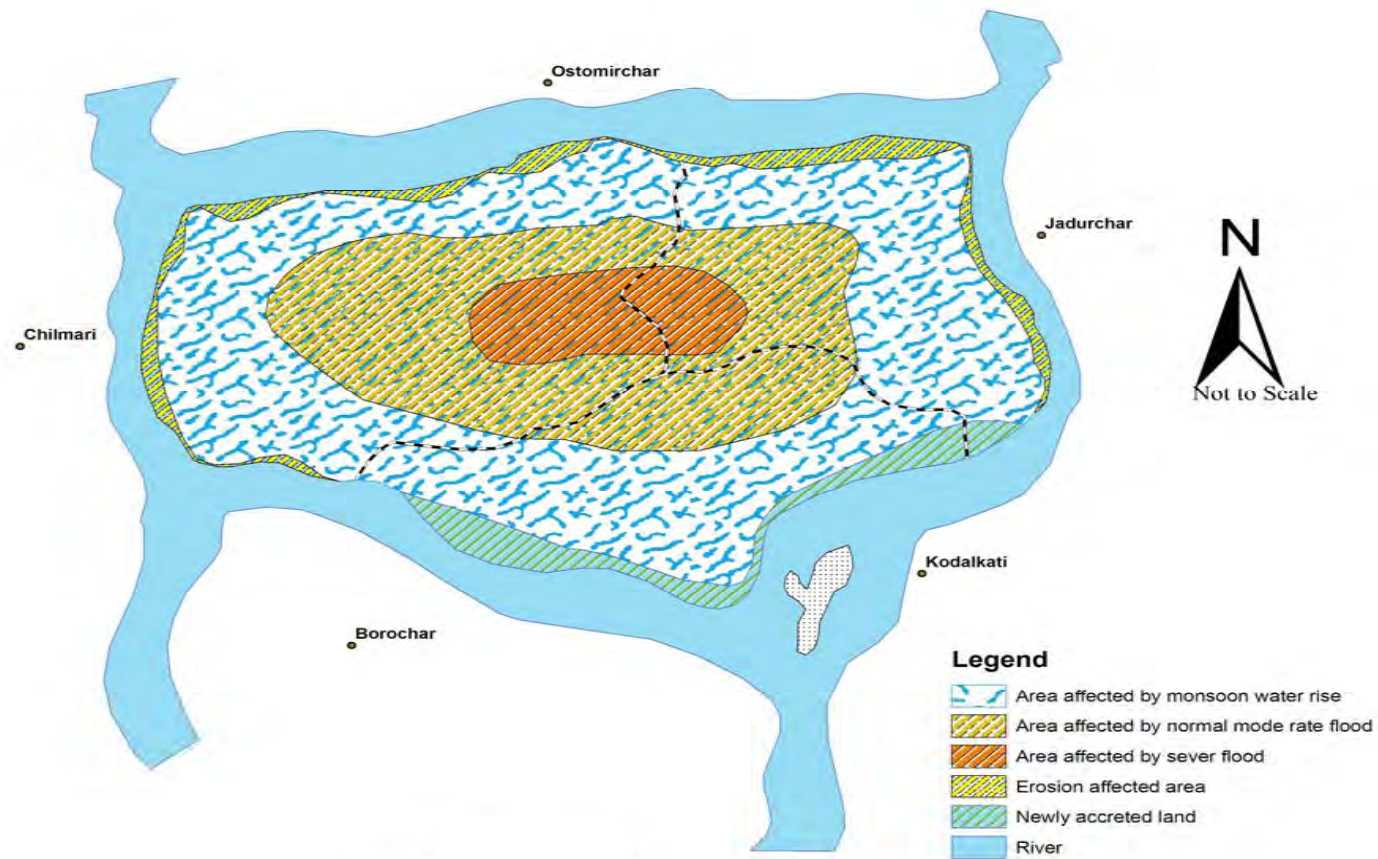 Ostomirchar
Jadurchar
N
Chilmari
Not to Scale
Kodalkati
Borochar
Legend
Area affected by monsoon water rise
Area affected by normal mode rate flood
Area affected by sever flood
Erosion affected area
Newly accreted land
River